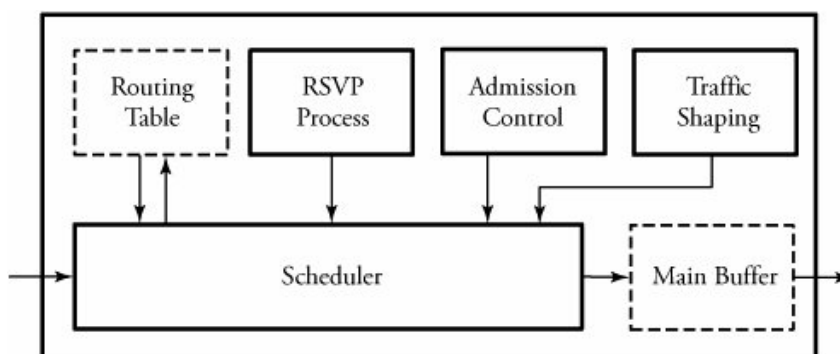 Routing
Table
RSVP
Process
Admission
Control
Traffic
Shaping
Scheduler
Main Buffer